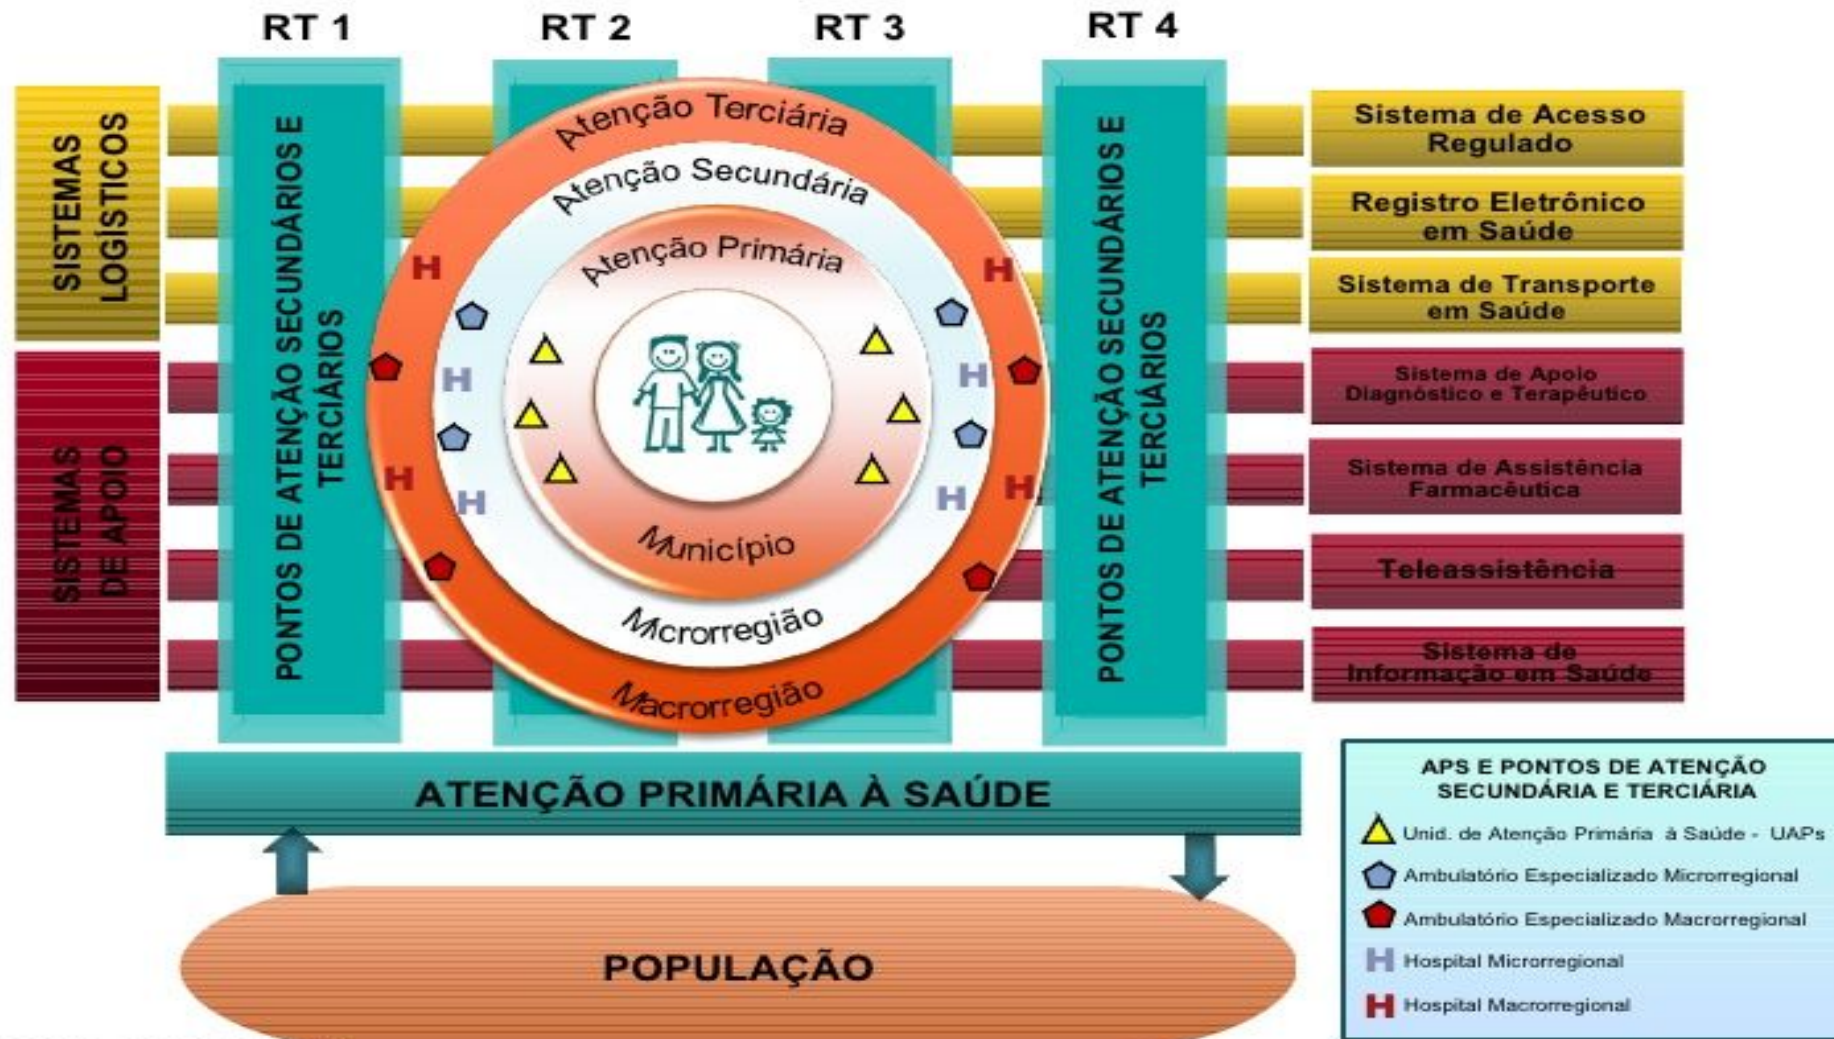 RT 1
RT 2
RT 3
RT 4
SISTEMAS
LOGÍSTICOS
SISTEMAS
DE APOIO
PONTOS DE ATENÇÃO SECUNDÁRIOS E
TERCIÁRIOS
Atenção Terciária
Atenção Secundária
Atenção Primária
H
H
H
H
H
H
H
H
Município
Microrregião
Macrorregião
PONTOS DE ATENÇÃO SECUNDÁRIOS E
TERCIÁRIOS
Sistema de Acesso
Regulado
Registro Eletrônico
em Saúde
Sistema de Transporte
em Saúde
Sistema de Apoio
Diagnóstico e Terapêutico
Sistema de Assistência
Farmacêutica
Teleassistência
Sistema de
Informação em Saúde
ATENÇÃO PRIMÁRIA À SAÚDE
POPULAÇÃO
APS E PONTOS DE ATENÇÃO
SECUNDÁRIA E TERCIÁRIA
Unid. de Atenção Primária à Saúde - UAPs
Ambulatório Especializado Microrregional
Ambulatório Especializado Macrorregional
H Hospital Microrregional
H Hospital Macrorregional